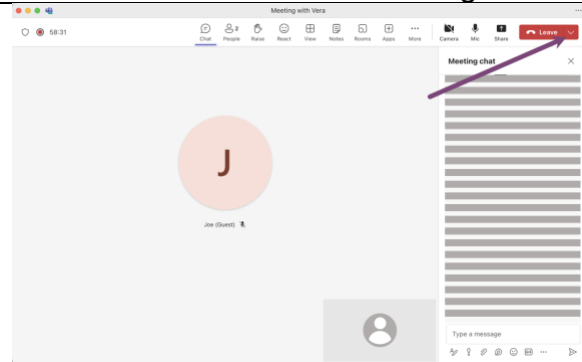 Meeting with Vera
58:31
Chat People 2 Raise React View Notes Rooms Apps More Camera Mic Share Leave
Meeting chat
J
Joe (Guest)
Type a message